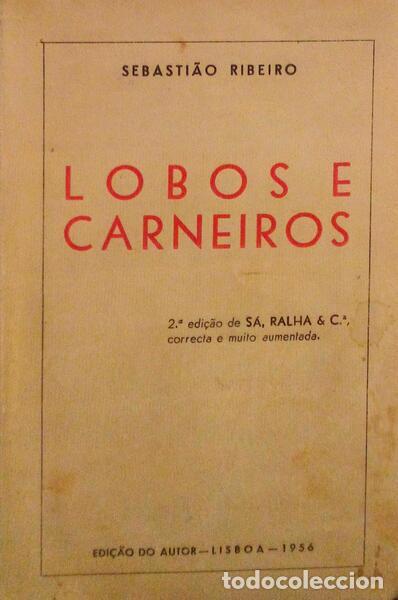 SEBASTIÃO RIBEIRO
LOBOS E
CARNEIROS
2.ª edição de SÁ, RALHA & C.ª,
correcta e muito aumentada.
EDIÇÃO DO AUTOR — LISBOA — 1956
todocoleccion